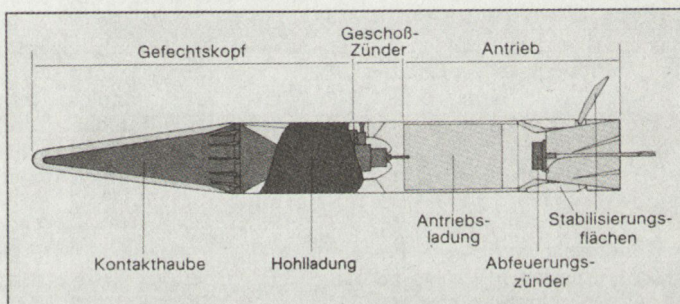 Geschoß-
Gefechtskopf Zünder Antrieb
Antriebs- Stabilisierungs-
ladung flächen
Kontakthaube Hohlladung Abfeuerungs-
zünder